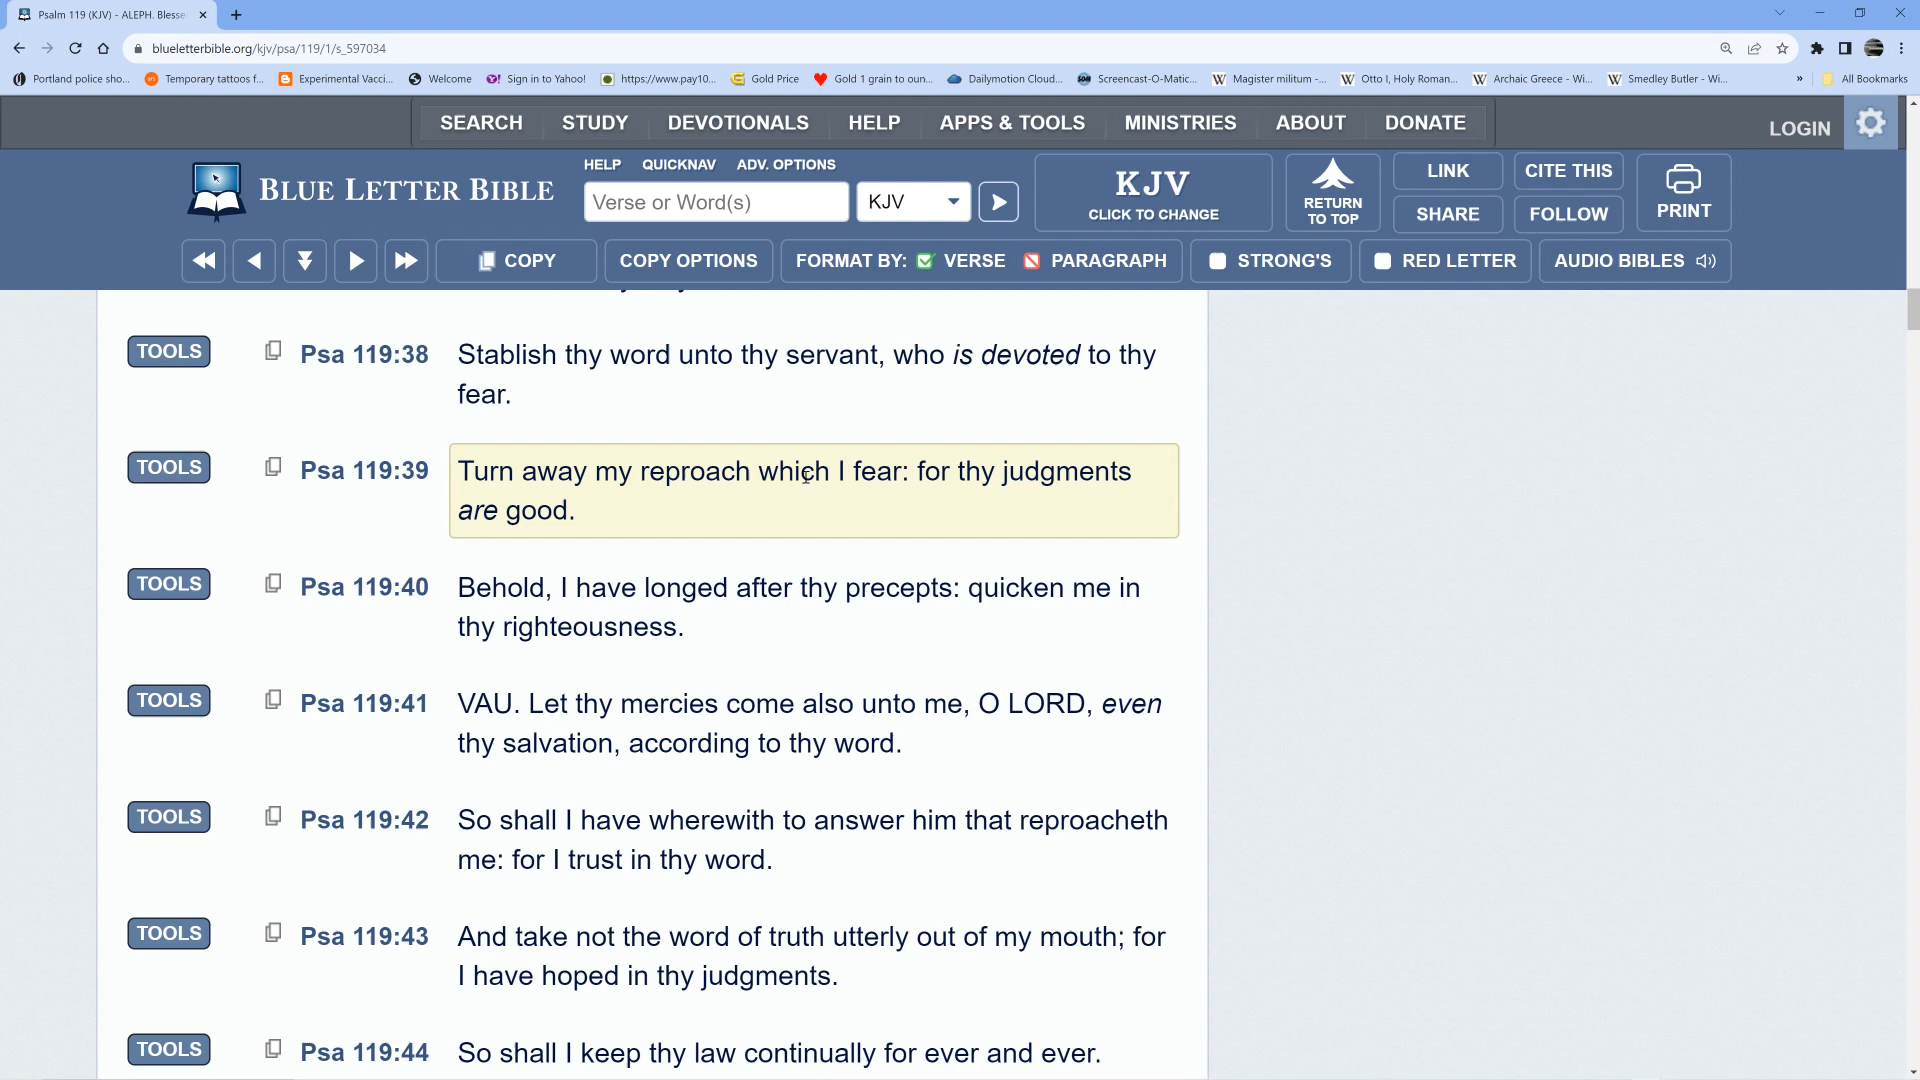 Psalm 119 (KJV) - ALEPH. Blesse
blueletterbible.org/kjv/psa/119/1/s_597034
Portland police sho... Temporary tattoos f... Experimental Vacci... Welcome Sign in to Yahoo! https://www.pay10... Gold Price Gold 1 grain to oun... Dailymotion Cloud... Screencast-O-Matic... Magister militum -... Otto I, Holy Roman... Archaic Greece - Wi... Smedley Butler - Wi... » All Bookmarks
SEARCH STUDY DEVOTIONALS HELP APPS & TOOLS MINISTRIES ABOUT DONATE LOGIN
HELP QUICKNAV ADV. OPTIONS
BLUE LETTER BIBLE
Verse or Word(s) KJV
KJV
CLICK TO CHANGE
RETURN
TO TOP
LINK CITE THIS
SHARE FOLLOW
PRINT
COPY COPY OPTIONS FORMAT BY: VERSE PARAGRAPH STRONG'S RED LETTER AUDIO BIBLES
TOOLS Psa 119:38 Stablish thy word unto thy servant, who is devoted to thy
fear.
TOOLS Psa 119:39 Turn away my reproach which I fear: for thy judgments
are good.
TOOLS Psa 119:40 Behold, I have longed after thy precepts: quicken me in
thy righteousness.
TOOLS Psa 119:41 VAU. Let thy mercies come also unto me, O LORD, even
thy salvation, according to thy word.
TOOLS Psa 119:42 So shall I have wherewith to answer him that reproacheth
me: for I trust in thy word.
TOOLS Psa 119:43 And take not the word of truth utterly out of my mouth; for
I have hoped in thy judgments.
TOOLS Psa 119:44 So shall I keep thy law continually for ever and ever.